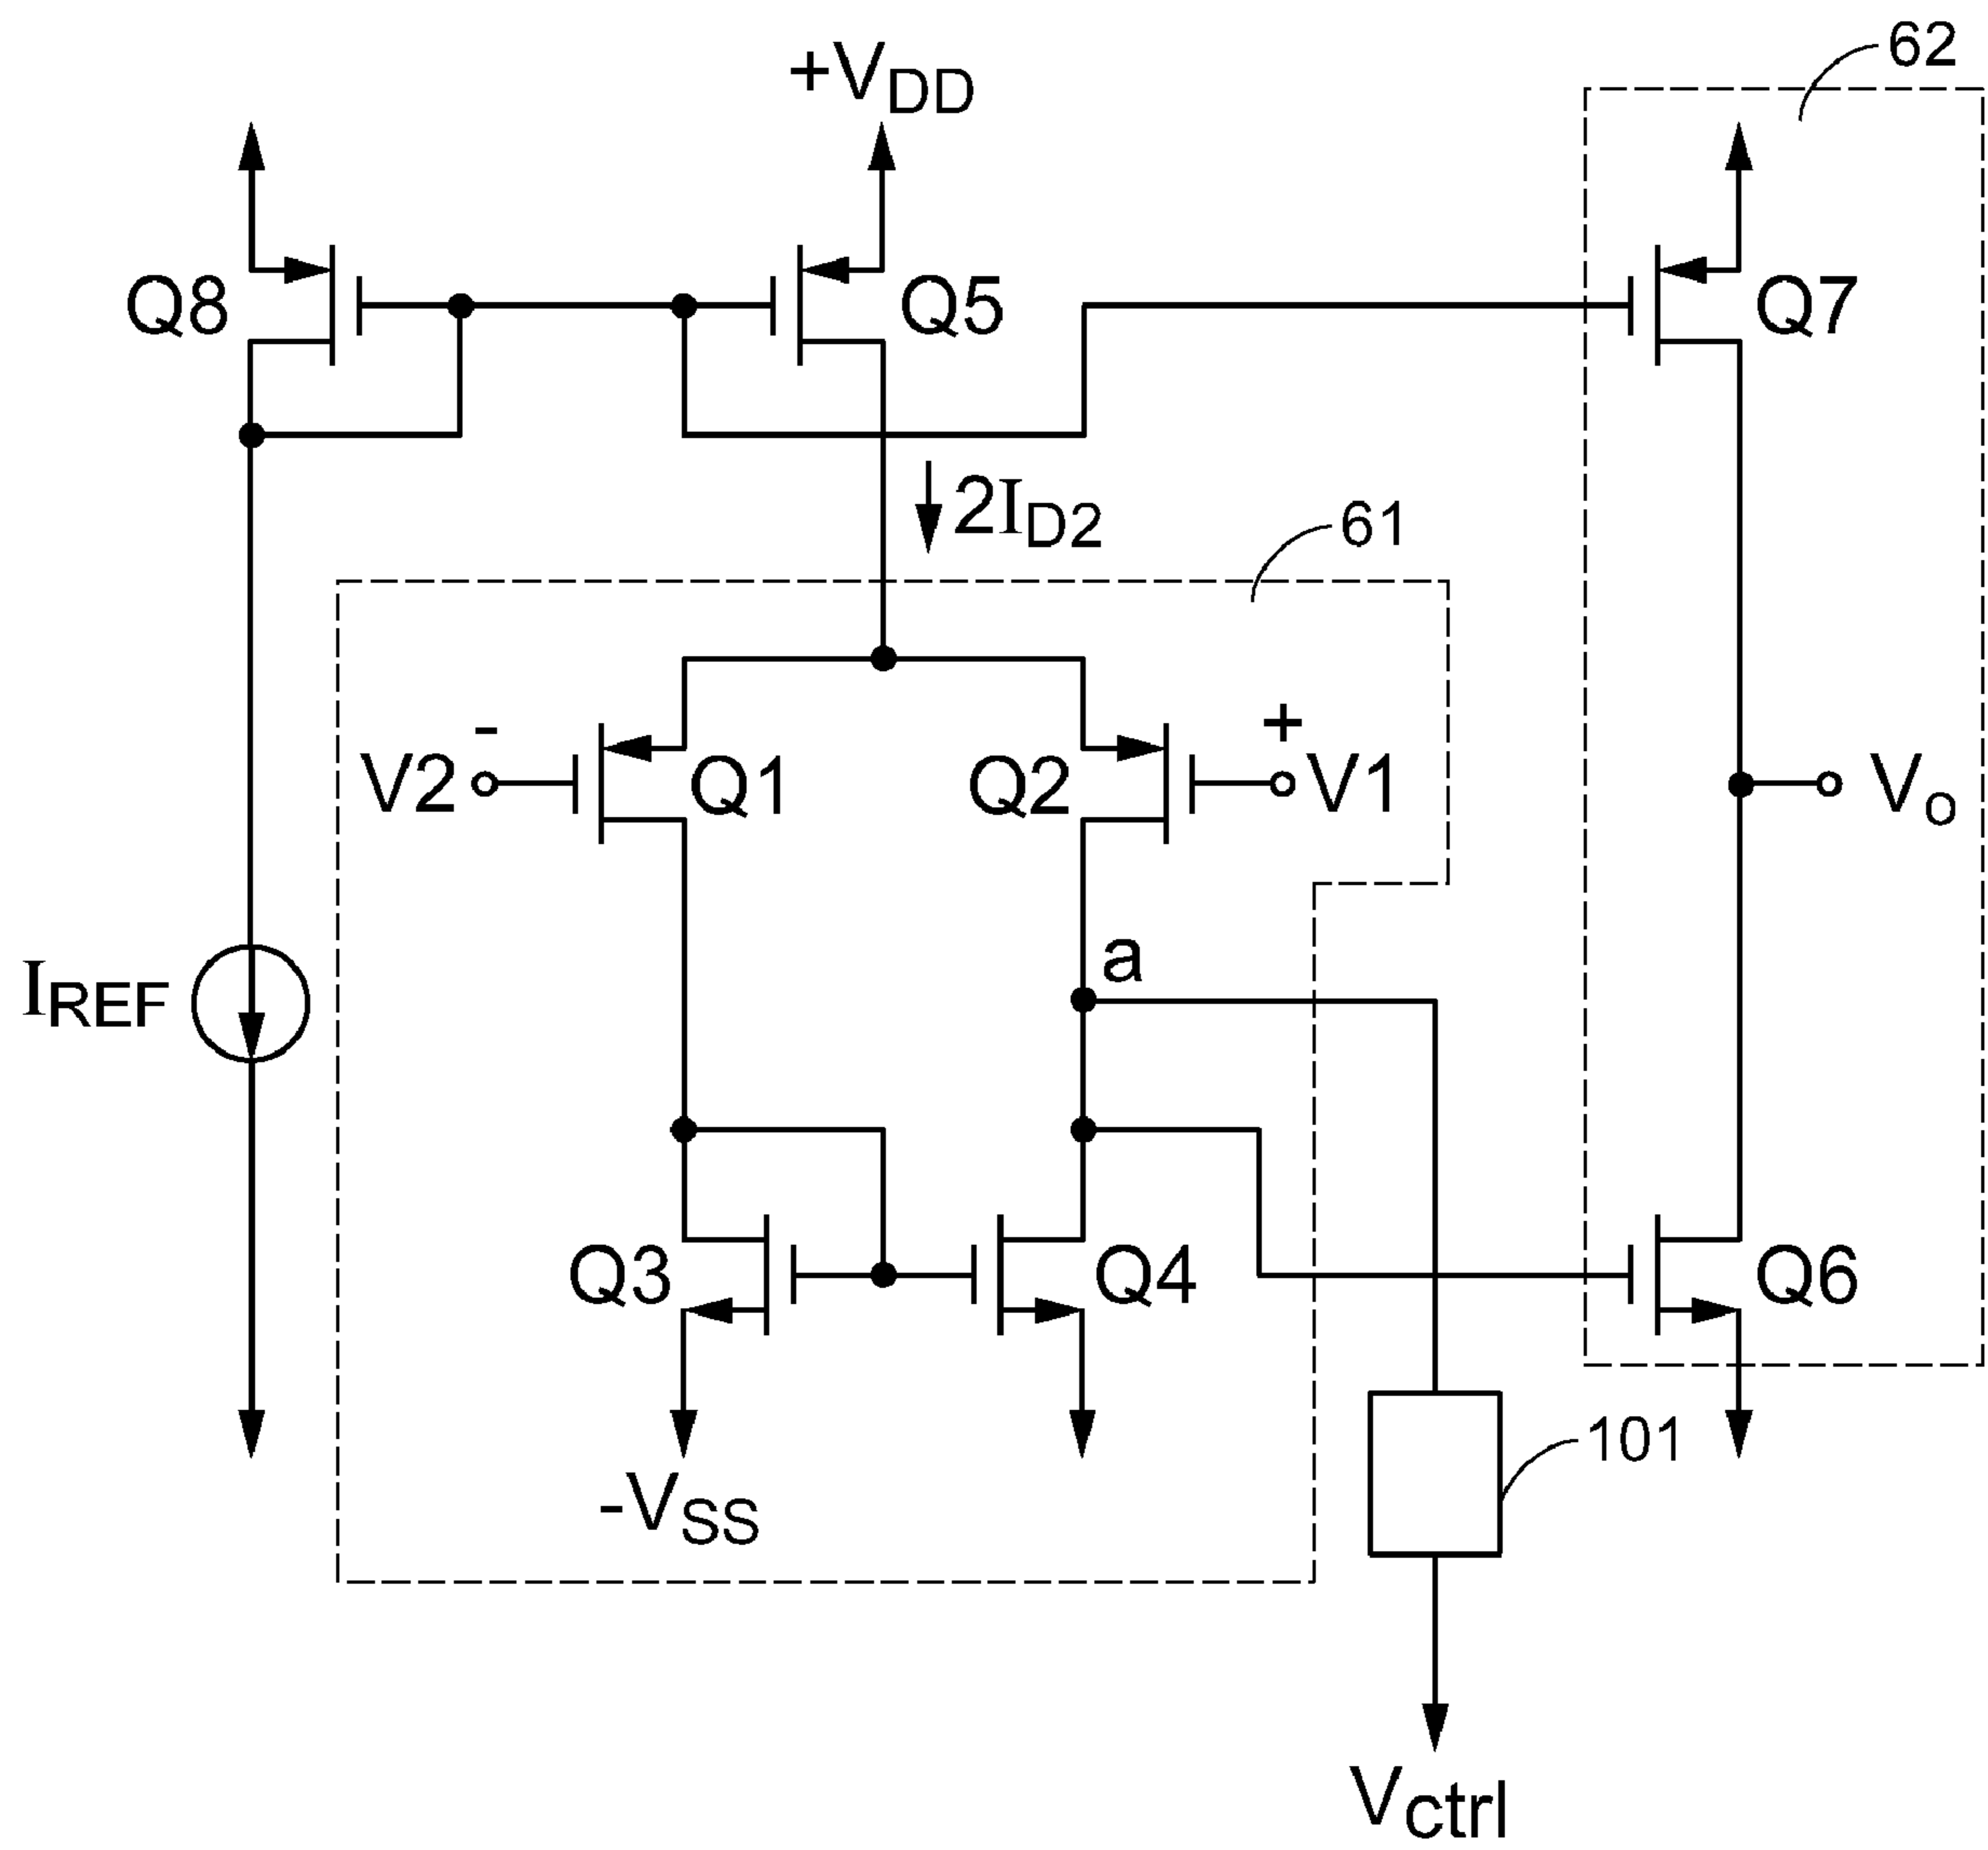 62
+VDD
Q8
Q5
Q7
2ID2
61
-
+
V2
Q1
Q2
V1
Vo
a
IREF
Q3
Q4
Q6
101
-VSS
Vctrl